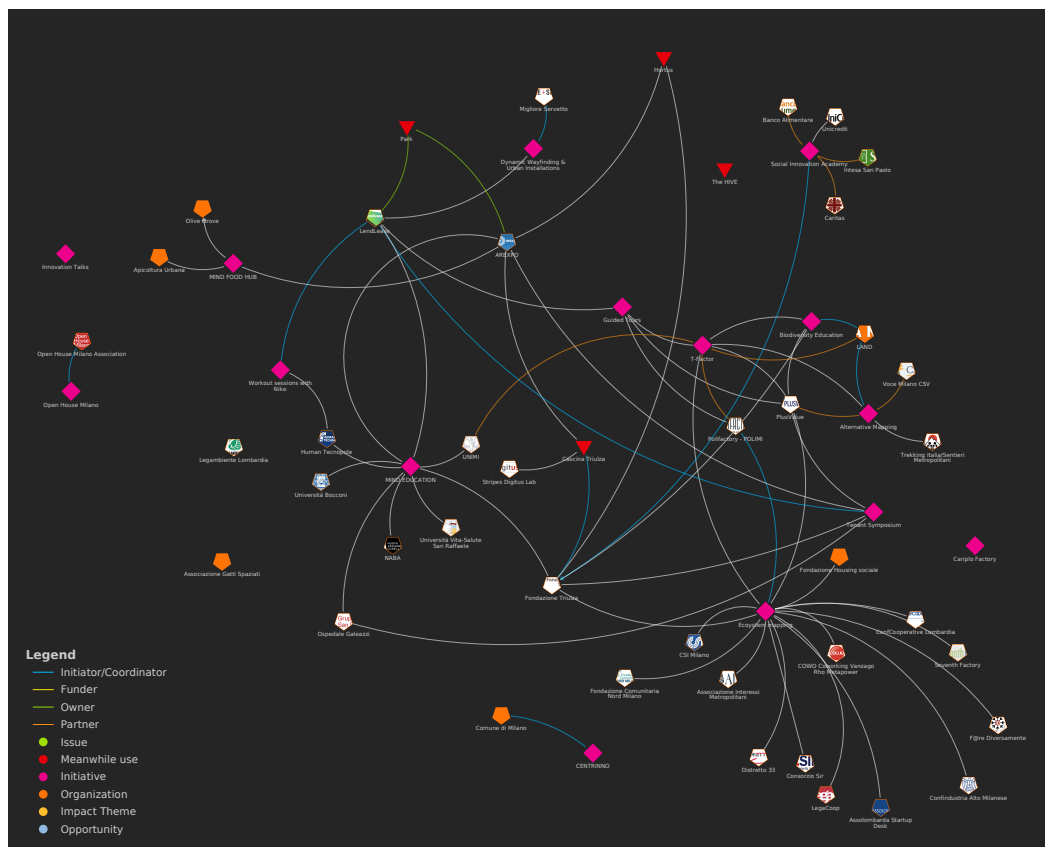 Hortus
Migliore Servetto
Banco Alimentare
Unicredit
Park
Dynamic Wayfinding &
Urban Installations
Social Innovation Academy
Intesa San Paolo
The HIVE
Caritas
Olive Grove
LendLease
AREXPO
Innovation Talks
Apicoltura Urbana
MIND FOOD HUB
Guided Tours
Biodiversity Education
LAND
Open House Milano Association
T-Factor
Voce Milano CSV
Workout sessions with
Nike
Open House Milano
PlusValue
PLUS
Alternative Mapping
Polifactory - POLIMI
Human Tecnopole
Legambiente Lombardia
UNIMI
Cascina Triulza
Trekking Italia/Sentieri
Metropolitani
MIND EDUCATION
Stripes Digitus Lab
Università Bocconi
Università Vita-Salute
San Raffaele
Tenant Symposium
NABA
Cariplo Factory
Associazione Gatti Spaziati
Fondazione Housing sociale
Fondazione Triulza
Ospedale Galeazzi
Ecosystem mapping
ConfCooperative Lombardia
CSI Milano
COWO Coworking Vanzago
Rho Metapower
Seventh Factory
Fondazione Comunitaria
Nord Milano
Associazione Interessi
Metropolitani
Comune di Milano
F@re Diversamente
CENTRINNO
Distretto 33
Consorzio Sir
LegaCoop
Confindustria Alto Milanese
Assolombarda Startup
Desk
Legend
Initiator/Coordinator
Funder
Owner
Partner
Issue
Meanwhile use
Initiative
Organization
Impact Theme
Opportunity